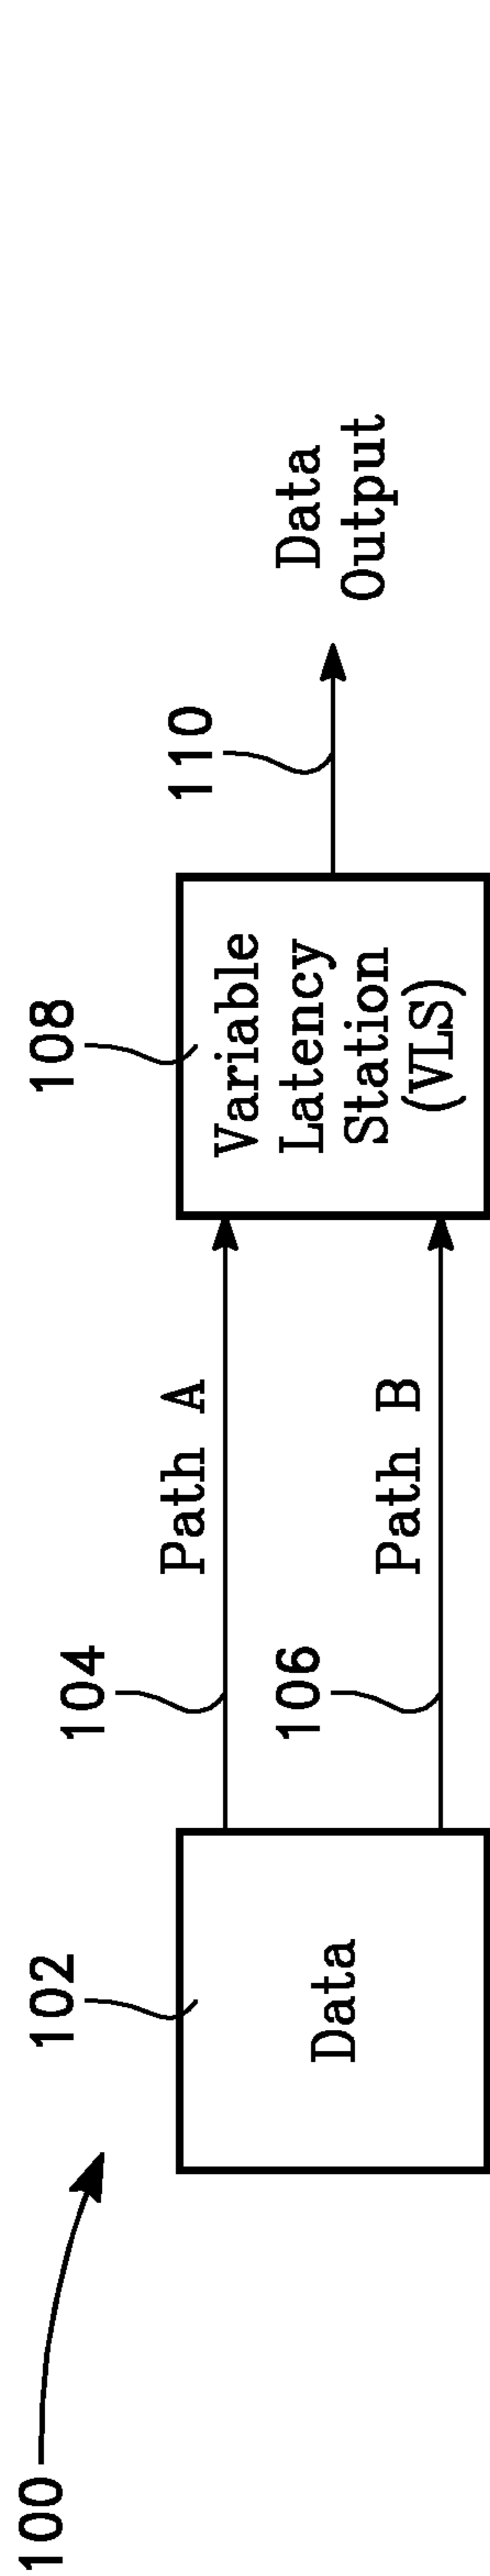 100
102
Data
104
Path A
106
Path B
108
Variable
Latency
Station
(VLS)
110
Data
Output